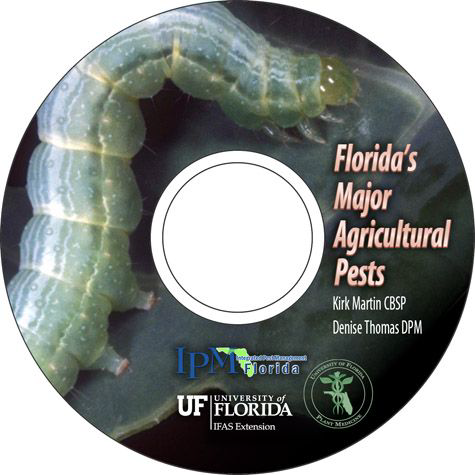 Florida's
Major
Agricultural
Pests
Kirk Martin CBSP
Denise Thomas DPM
IPM Integrated Pest Management
Florida
UF UNIVERSITY of
FLORIDA
IFAS Extension
UNIVERSITY OF FLORIDA
PLANT MEDICINE